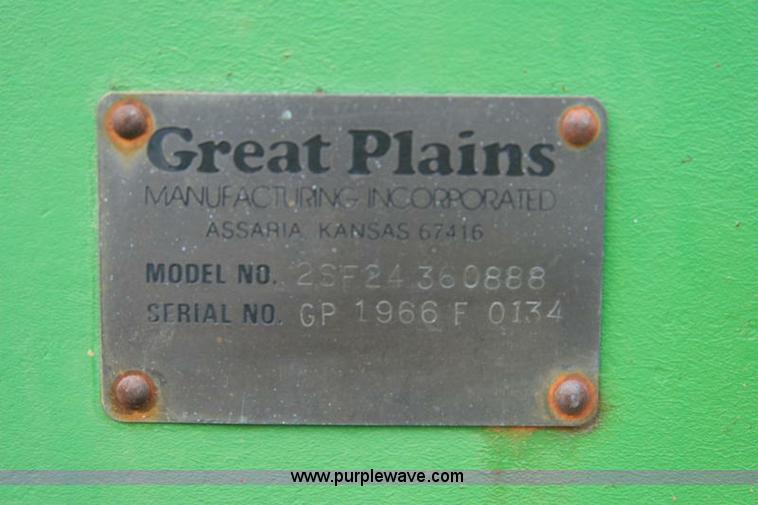 Great Plains
MANUFACTURING INCORPORATED
ASSARIA, KANSAS 67416
MODEL NO. 2SF24 360888
SERIAL NO. GP 1966 F 0134
www.purplewave.com